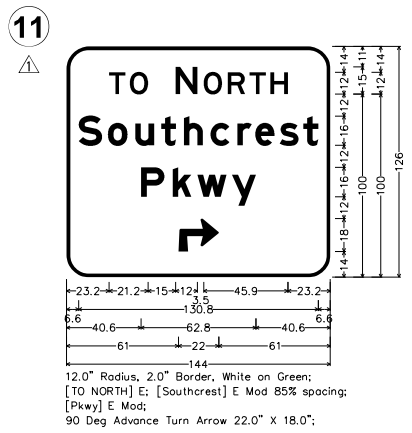 11
1
TO NORTH
Southcrest
Pkwy
14 12 12 16 12 12 16 12 18 14
11 15 100
14 12 100
126
23.2 21.2 15 12 3.5 45.9 23.2
6.6 130.8 6.6
40.6 62.8 40.6
61 22 61
144
12.0" Radius, 2.0" Border, White on Green;
[TO NORTH] E; [Southcrest] E Mod 85% spacing;
[Pkwy] E Mod;
90 Deg Advance Turn Arrow 22.0" X 18.0";